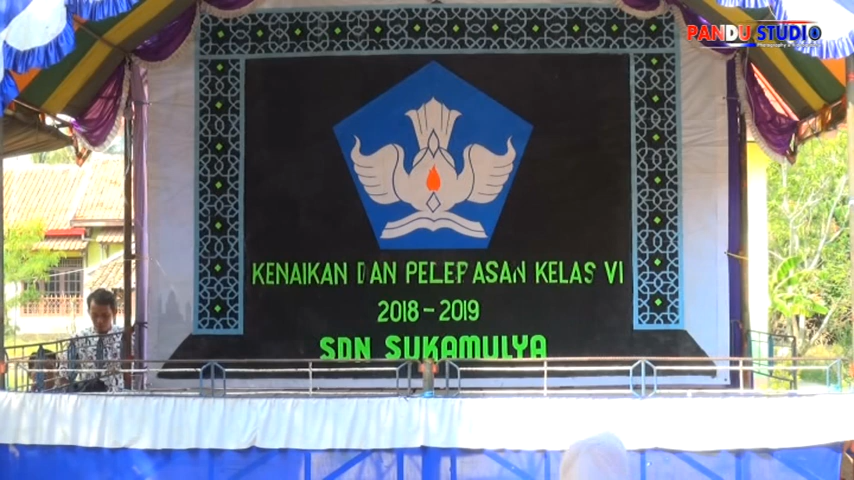 PANDU STUDIO
KENAIKAN DAN PELEPASAN KELAS VI
2018 - 2019
SDN SUKAMULYA